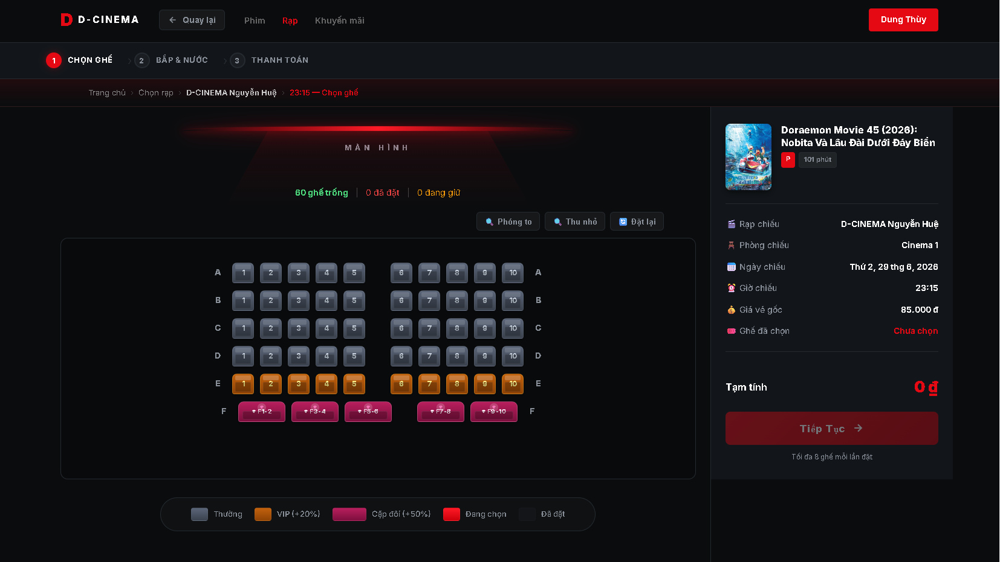 D D-CINEMA
← Quay lại
Phim
Rạp
Khuyến mãi
Dung Thùy
1 CHỌN GHẾ › 2 BẮP & NƯỚC › 3 THANH TOÁN
Trang chủ › Chọn rạp › D-CINEMA Nguyễn Huệ › 23:15 — Chọn ghế
MÀN HÌNH
60 ghế trống | 0 đã đặt | 0 đang giữ
Phóng to
Thu nhỏ
Đặt lại
A 1 2 3 4 5 6 7 8 9 10 A
B 1 2 3 4 5 6 7 8 9 10 B
C 1 2 3 4 5 6 7 8 9 10 C
D 1 2 3 4 5 6 7 8 9 10 D
E 1 2 3 4 5 6 7 8 9 10 E
F F1-2 F3-4 F5-6 F7-8 F9-10 F
Thường
VIP (+20%)
Cặp đôi (+50%)
Đang chọn
Đã đặt
Doraemon Movie 45 (2026):
Nobita Và Lâu Đài Dưới Đáy Biển
P
101 phút
Rạp chiếu D-CINEMA Nguyễn Huệ
Phòng chiếu Cinema 1
Ngày chiếu Thứ 2, 29 thg 6, 2026
Giờ chiếu 23:15
Giá vé gốc 85.000 đ
Ghế đã chọn Chưa chọn
Tạm tính 0 ₫
Tiếp Tục →
Tối đa 8 ghế mỗi lần đặt